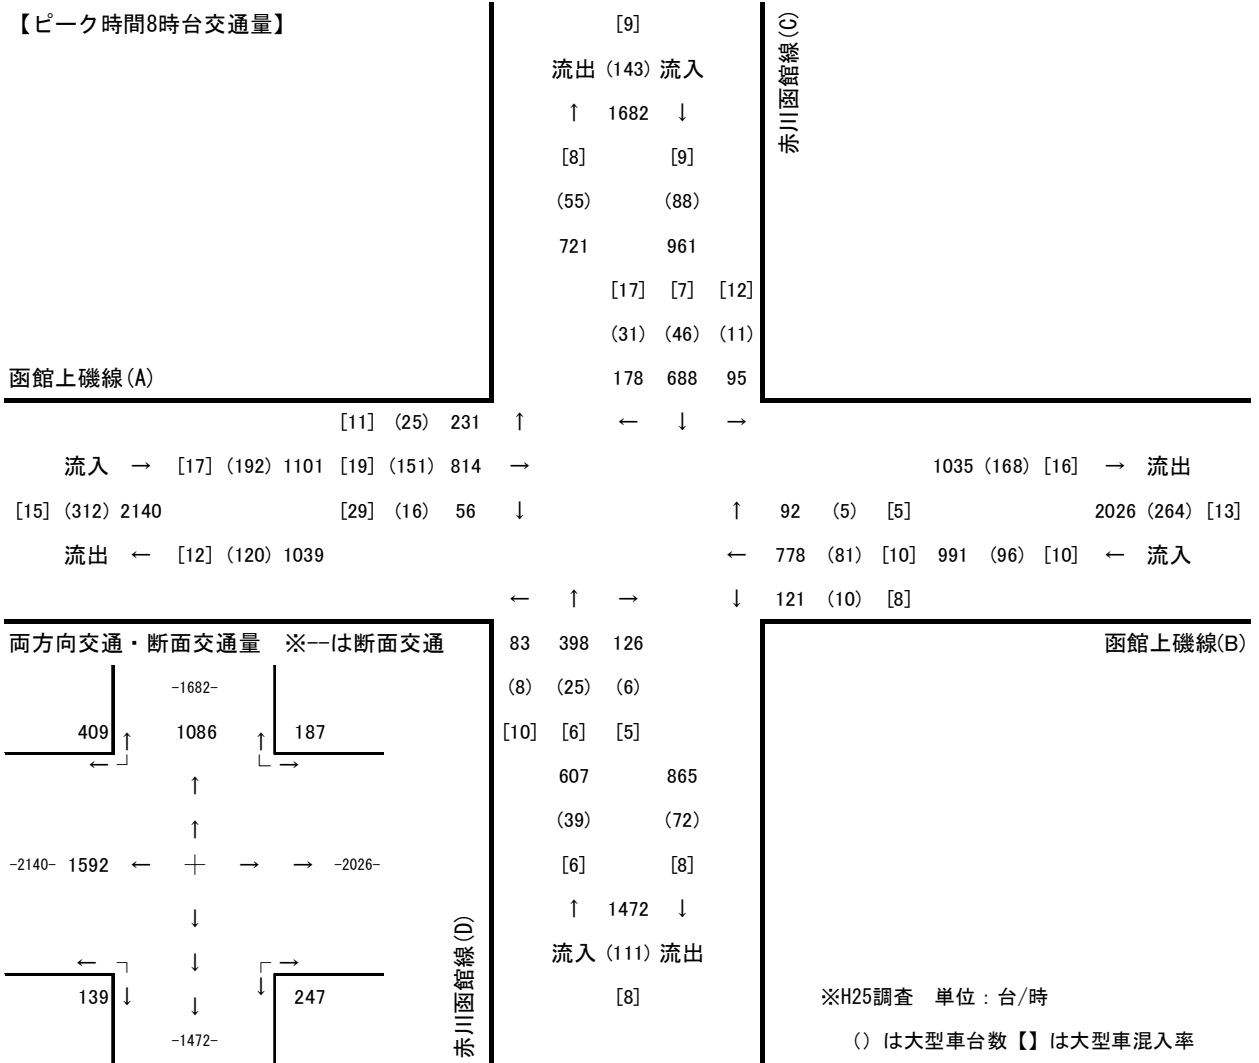 【ピーク時間8時台交通量】
[9]
流出 (143) 流入
↑ 1682 ↓
[8] [9]
(55) (88)
721 961
[17] [7] [12]
(31) (46) (11)
178 688 95
← ↓ →
赤川函館線(C)
函館上磯線(A)
[11] (25) 231 ↑
流入 → [17] (192) 1101 [19] (151) 814 →
[15] (312) 2140 [29] (16) 56 ↓
流出 ← [12] (120) 1039
1035 (168) [16] → 流出
↑ 92 (5) [5] 2026 (264) [13]
← 778 (81) [10] 991 (96) [10] ← 流入
↓ 121 (10) [8]
函館上磯線(B)
← ↑ →
83 398 126
(8) (25) (6)
[10] [6] [5]
607 865
(39) (72)
[6] [8]
↑ 1472 ↓
流入 (111) 流出
[8]
赤川函館線(D)
両方向交通・断面交通量 ※--は断面交通
-1682-
409 1086 187
-2140- 1592 ← → → -2026-
139 247
-1472-
※H25調査 単位：台/時
() は大型車台数【】は大型車混入率